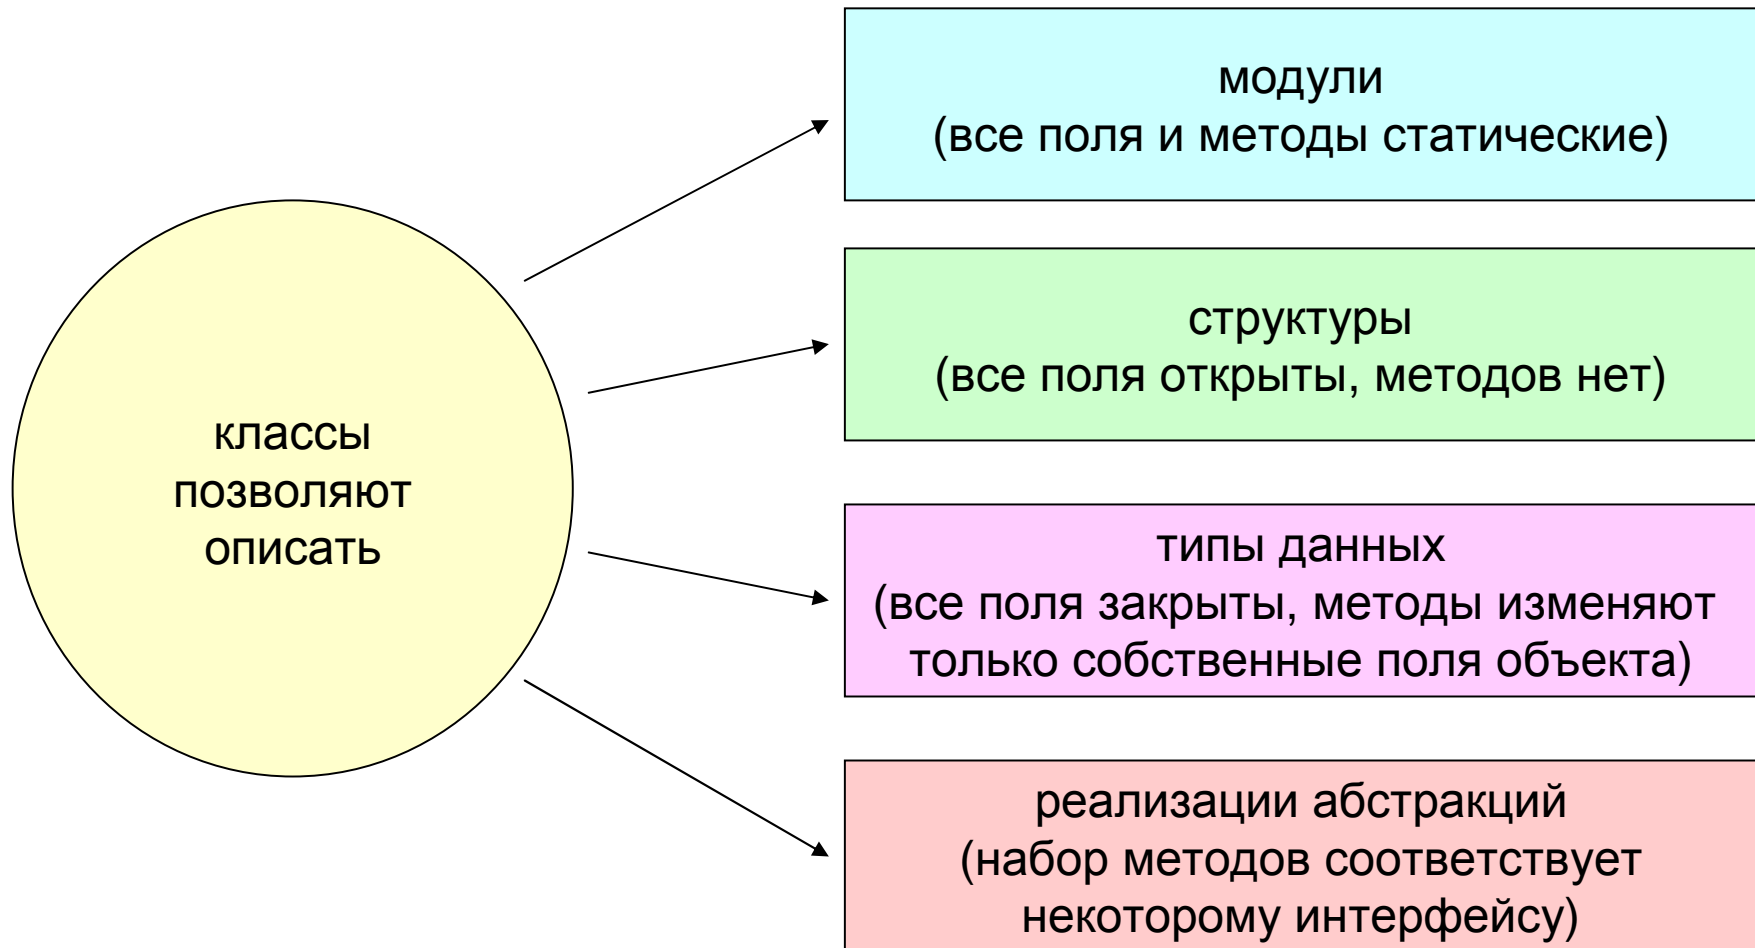 классы
позволяют
описать
модули
(все поля и методы статические)
структуры
(все поля открыты, методов нет)
типы данных
(все поля закрыты, методы изменяют
только собственные поля объекта)
реализации абстракций
(набор методов соответствует
некоторому интерфейсу)